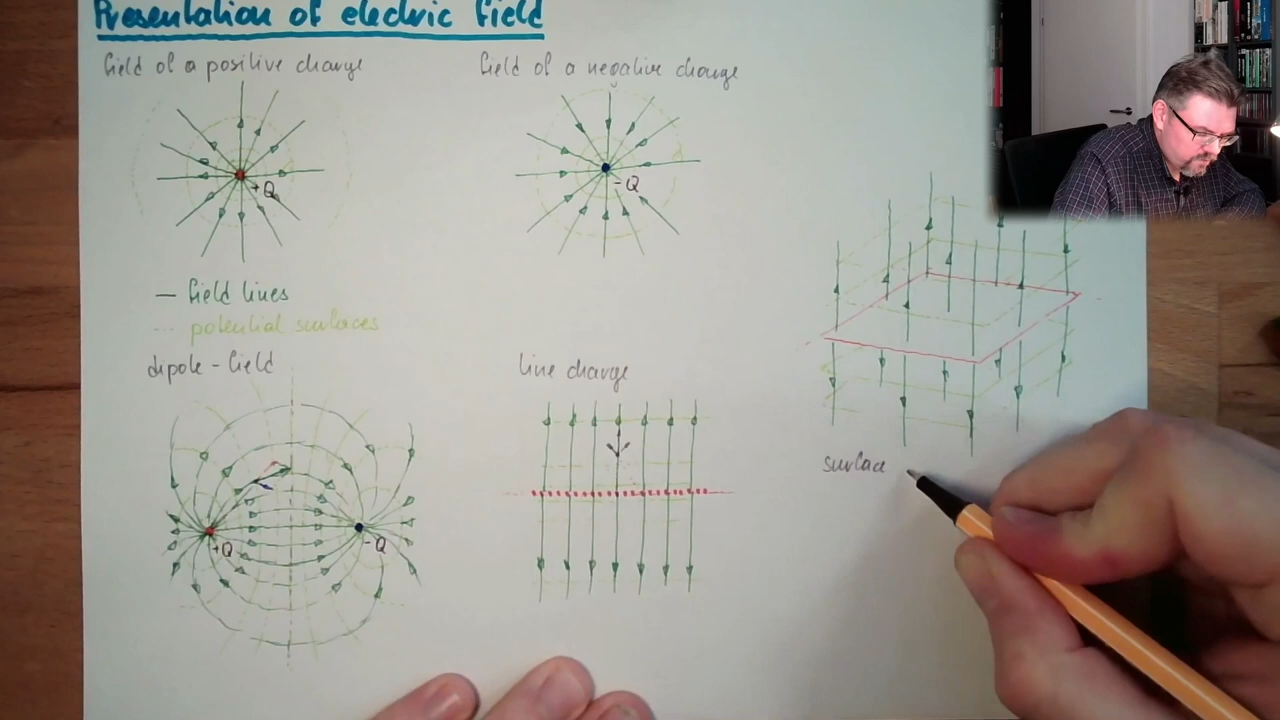 Presentation of electric field
field of a positive charge
field of a negative charge
+Q
-Q
— field lines
--- potential surfaces
dipole-field
line charge
+Q
-Q
surface